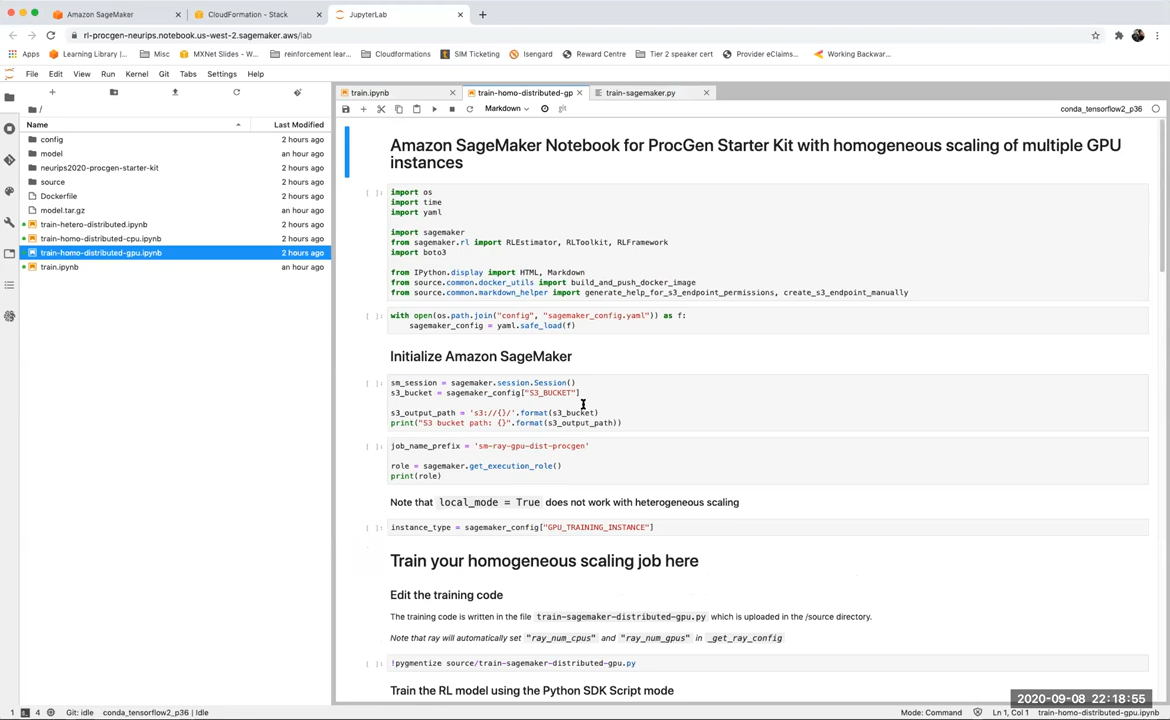 Amazon SageMaker
CloudFormation - Stack
JupyterLab
rl-procgen-neurips.notebook.us-west-2.sagemaker.aws/lab
Apps
Learning Library |...
Misc
MXNet Slides - W...
reinforcement lear...
Cloudformations
SIM Ticketing
Isengard
Reward Centre
Tier 2 speaker cert
Provider eClaims...
Working Backwar...
File Edit View Run Kernel Git Tabs Settings Help
train.ipynb
train-homo-distributed-gp
train-sagemaker.py
/
Markdown
git
conda_tensorflow2_p36
Name
Last Modified
config
2 hours ago
model
an hour ago
neurips2020-procgen-starter-kit
2 hours ago
source
2 hours ago
Dockerfile
2 hours ago
model.tar.gz
an hour ago
train-hetero-distributed.ipynb
2 hours ago
train-homo-distributed-cpu.ipynb
2 hours ago
train-homo-distributed-gpu.ipynb
2 hours ago
train.ipynb
an hour ago
Amazon SageMaker Notebook for ProcGen Starter Kit with homogeneous scaling of multiple GPU
instances
[ ]:
import os
import time
import yaml
import sagemaker
from sagemaker.rl import RLEstimator, RLToolkit, RLFramework
import boto3
from IPython.display import HTML, Markdown
from source.common.docker_utils import build_and_push_docker_image
from source.common.markdown_helper import generate_help_for_s3_endpoint_permissions, create_s3_endpoint_manually
[ ]:
with open(os.path.join("config", "sagemaker_config.yaml")) as f:
sagemaker_config = yaml.safe_load(f)
Initialize Amazon SageMaker
[ ]:
sm_session = sagemaker.session.Session()
s3_bucket = sagemaker_config["S3_BUCKET"]
s3_output_path = 's3://{}/'.format(s3_bucket)
print("S3 bucket path: {}".format(s3_output_path))
[ ]:
job_name_prefix = 'sm-ray-gpu-dist-procgen'
role = sagemaker.get_execution_role()
print(role)
Note that local_mode = True does not work with heterogeneous scaling
[ ]:
instance_type = sagemaker_config["GPU_TRAINING_INSTANCE"]
Train your homogeneous scaling job here
Edit the training code
The training code is written in the file train-sagemaker-distributed-gpu.py which is uploaded in the /source directory.
Note that ray will automatically set "ray_num_cpus" and "ray_num_gpus" in _get_ray_config
[ ]:
!pygmentize source/train-sagemaker-distributed-gpu.py
Train the RL model using the Python SDK Script mode
2020-09-08 22:18:55
1
4
Git: idle
conda_tensorflow2_p36 | Idle
Mode: Command
Ln 1, Col 1
train-homo-distributed-gpu.ipynb